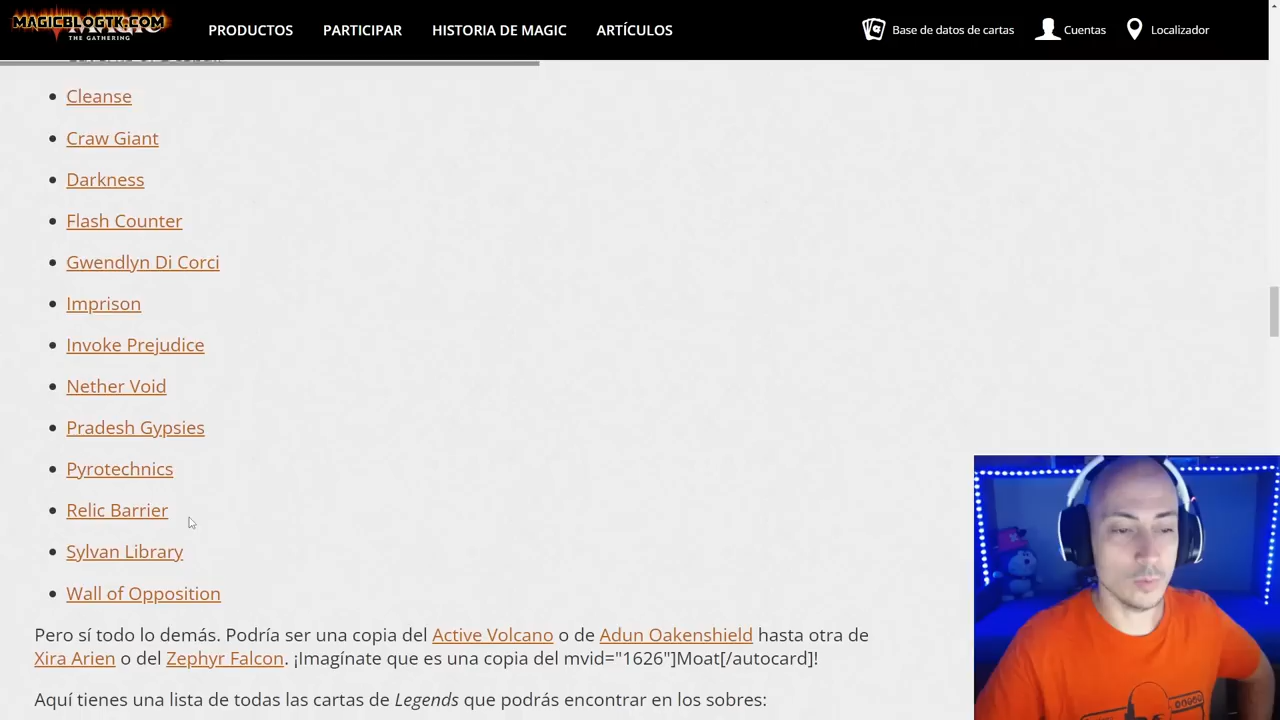 MAGICBLOGTK.COM
THE GATHERING
PRODUCTOS
PARTICIPAR
HISTORIA DE MAGIC
ARTÍCULOS
Base de datos de cartas
Cuentas
Localizador
Cleanse
Craw Giant
Darkness
Flash Counter
Gwendlyn Di Corci
Imprison
Invoke Prejudice
Nether Void
Pradesh Gypsies
Pyrotechnics
Relic Barrier
Sylvan Library
Wall of Opposition
Pero sí todo lo demás. Podría ser una copia del Active Volcano o de Adun Oakenshield hasta otra de
Xira Arien o del Zephyr Falcon. ¡Imagínate que es una copia del mvid="1626"]Moat[/autocard]!
Aquí tienes una lista de todas las cartas de Legends que podrás encontrar en los sobres: